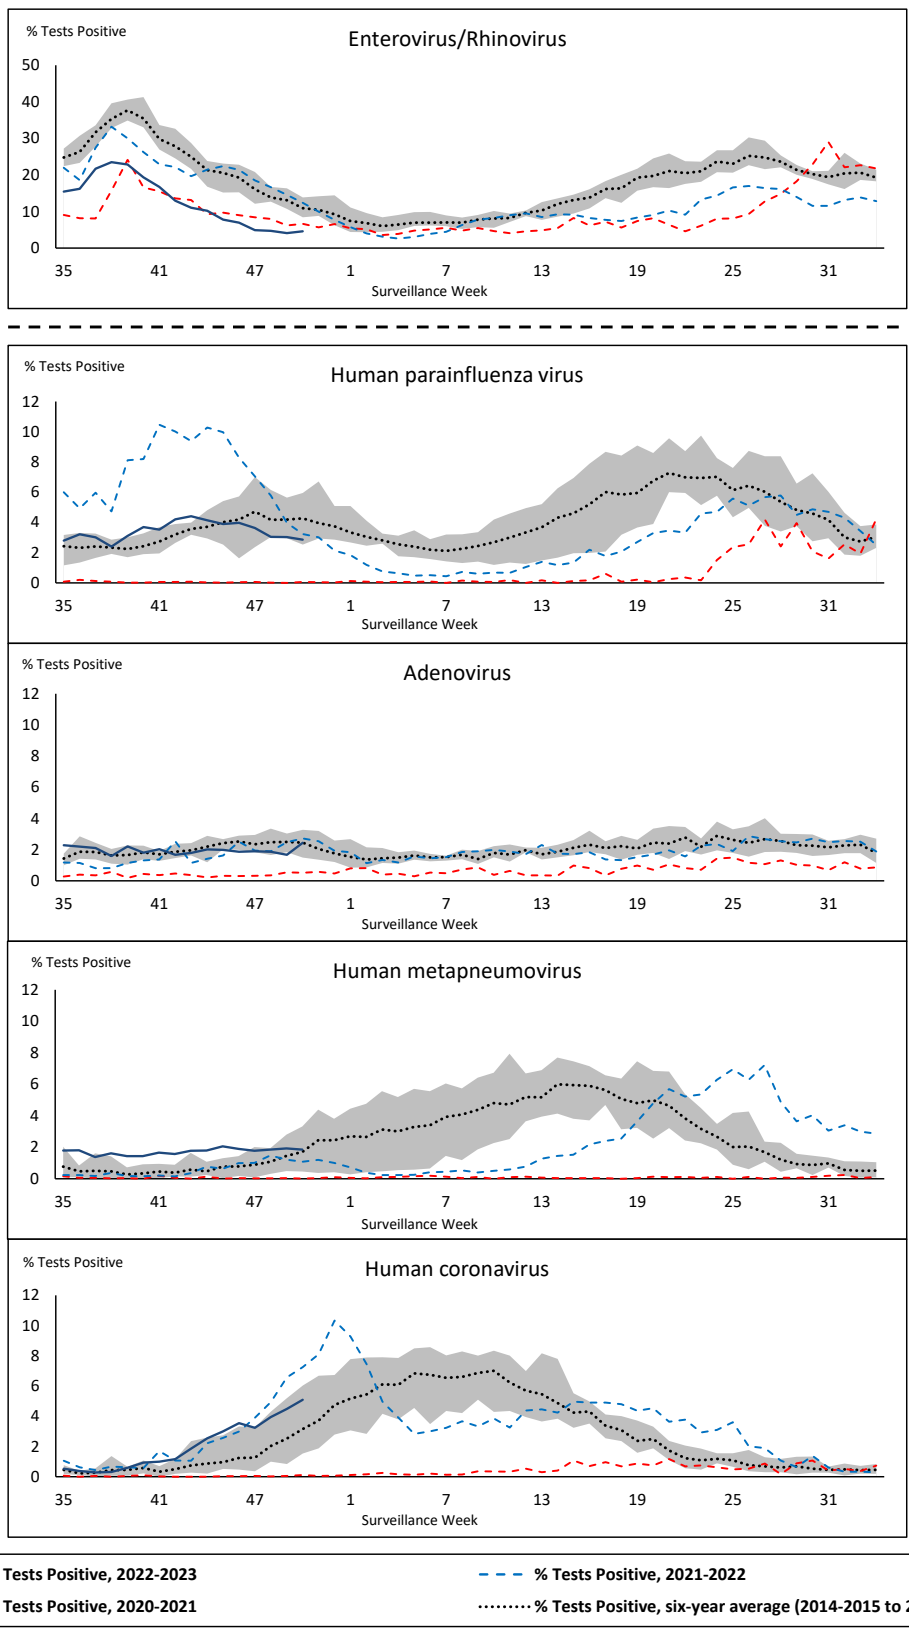 % Tests Positive
Enterovirus/Rhinovirus
50
40
30
20
10
0
35 41 47 1 7 13 19 25 31
Surveillance Week
% Tests Positive
Human parainfluenza virus
12
10
8
6
4
2
0
35 41 47 1 7 13 19 25 31
Surveillance Week
% Tests Positive
Adenovirus
12
10
8
6
4
2
0
35 41 47 1 7 13 19 25 31
Surveillance Week
% Tests Positive
Human metapneumovirus
12
10
8
6
4
2
0
35 41 47 1 7 13 19 25 31
Surveillance Week
% Tests Positive
Human coronavirus
12
10
8
6
4
2
0
35 41 47 1 7 13 19 25 31
Surveillance Week
Tests Positive, 2022-2023 % Tests Positive, 2021-2022
Tests Positive, 2020-2021 % Tests Positive, six-year average (2014-2015 to 2